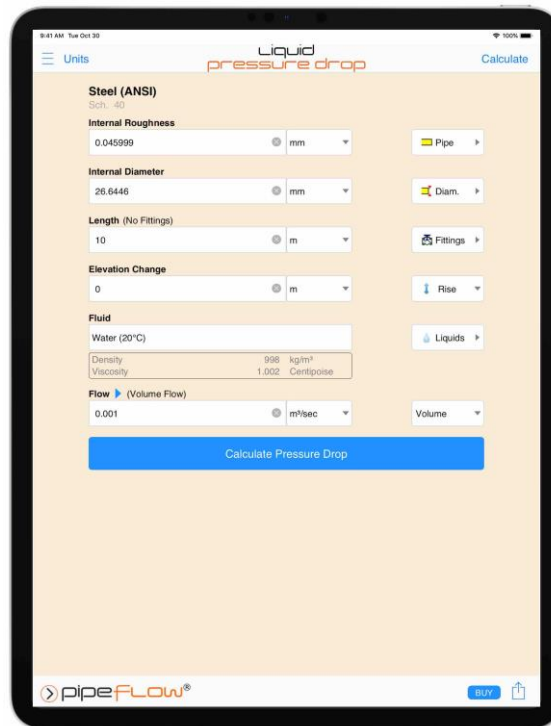 9:41 AM Tue Oct 30 100%
Units Liquid Calculate
pressure drop
Steel (ANSI)
Sch. 40
Internal Roughness
0.045999 mm Pipe
Internal Diameter
26.6446 mm Diam.
Length (No Fittings)
10 m Fittings
Elevation Change
0 m Rise
Fluid
Water (20°C) Liquids
Density 998 kg/m³
Viscosity 1.002 Centipoise
Flow (Volume Flow)
0.001 m³/sec Volume
Calculate Pressure Drop
pipeFLOW® BUY